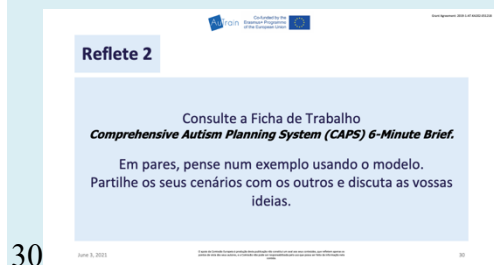 AuTrain
Co-funded by the
Erasmus+ Programme
of the European Union
Reflete 2
Consulte a Ficha de Trabalho
Comprehensive Autism Planning System (CAPS) 6-Minute Brief.
Em pares, pense num exemplo usando o modelo.
Partilhe os seus cenários com os outros e discuta as vossas
ideias.
30
June 3, 2021
30